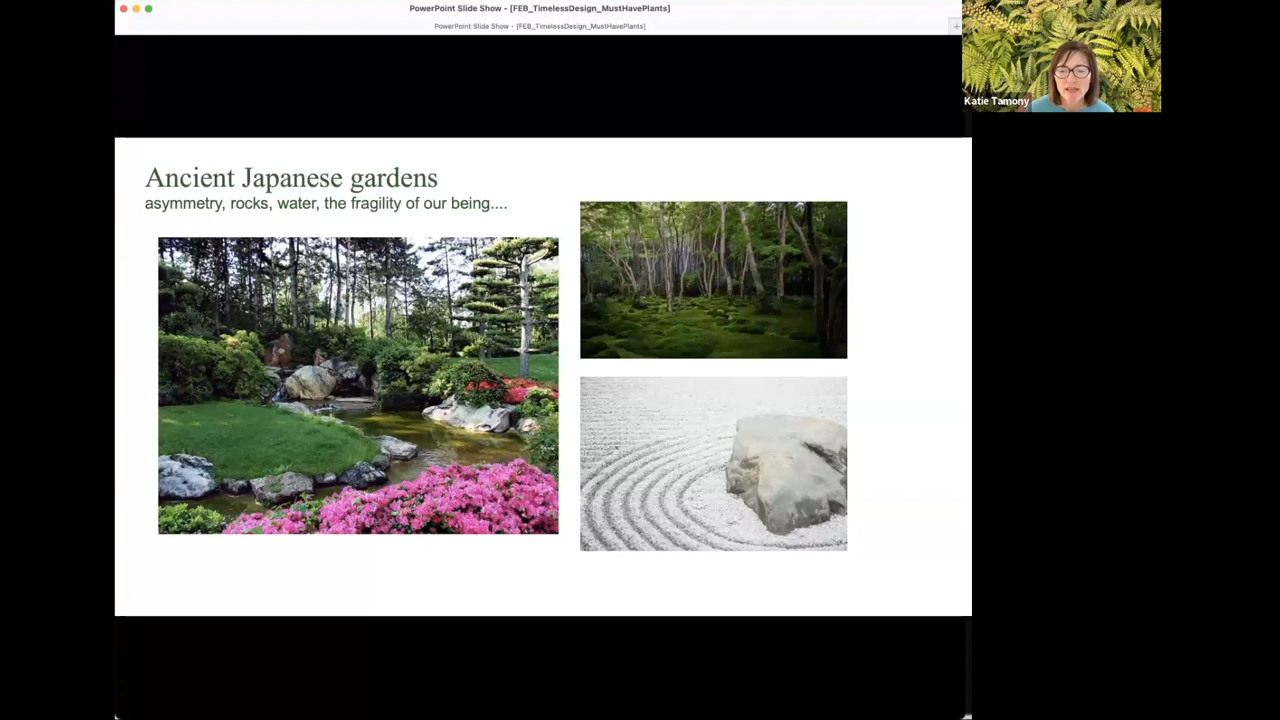 PowerPoint Slide Show - [FEB_TimelessDesign_MustHavePlants]
PowerPoint Slide Show - [FEB_TimelessDesign_MustHavePlants]
Katie Tamony
Ancient Japanese gardens
asymmetry, rocks, water, the fragility of our being....